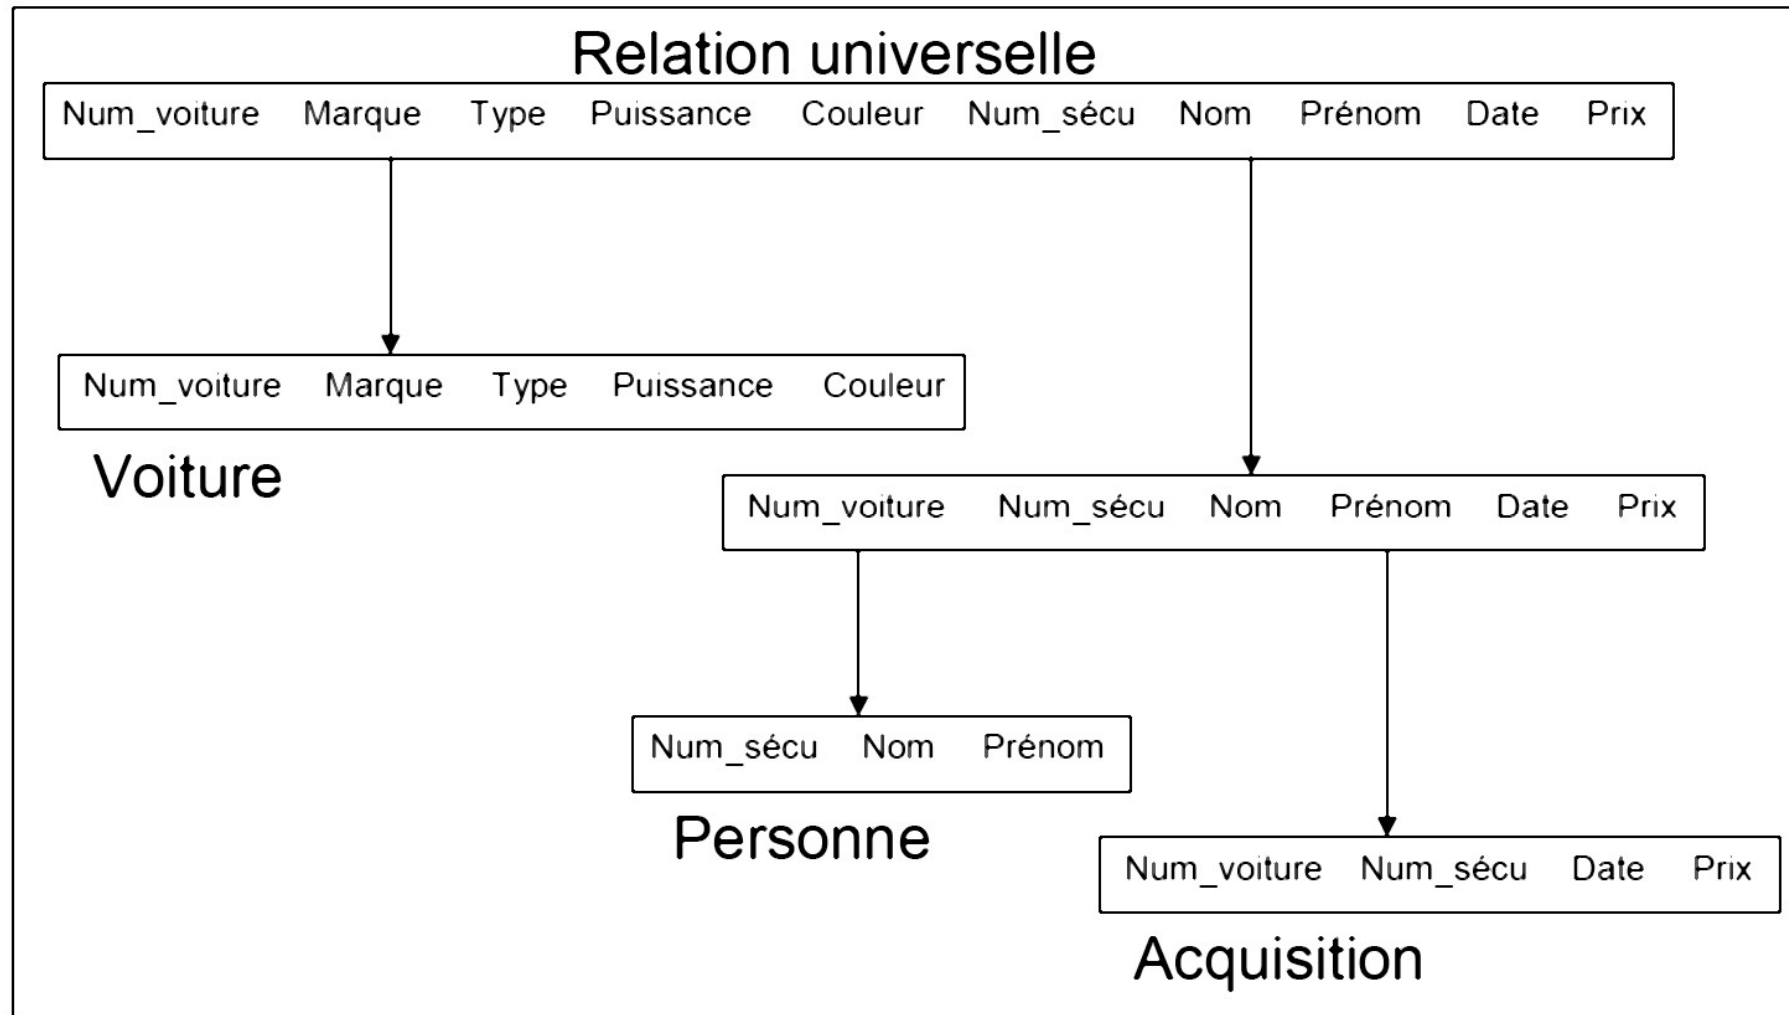 Relation universelle
Num_voiture Marque Type Puissance Couleur Num_sécu Nom Prénom Date Prix
Num_voiture Marque Type Puissance Couleur
Voiture
Num_voiture Num_sécu Nom Prénom Date Prix
Num_sécu Nom Prénom
Personne
Num_voiture Num_sécu Date Prix
Acquisition